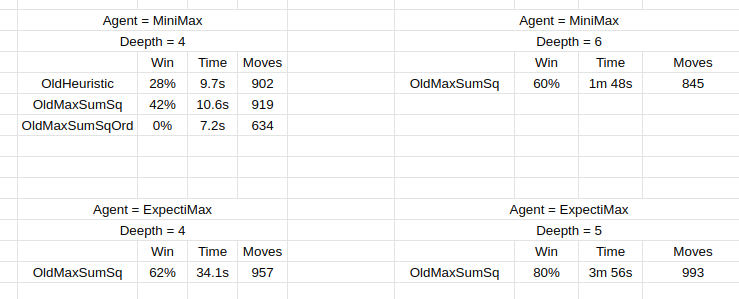 Agent = MiniMax
Deepth = 4
Win Time Moves
OldHeuristic 28% 9.7s 902
OldMaxSumSq 42% 10.6s 919
OldMaxSumSqOrd 0% 7.2s 634
Agent = MiniMax
Deepth = 6
Win Time Moves
OldMaxSumSq 60% 1m 48s 845
Agent = ExpectiMax
Deepth = 4
Win Time Moves
OldMaxSumSq 62% 34.1s 957
Agent = ExpectiMax
Deepth = 5
Win Time Moves
OldMaxSumSq 80% 3m 56s 993